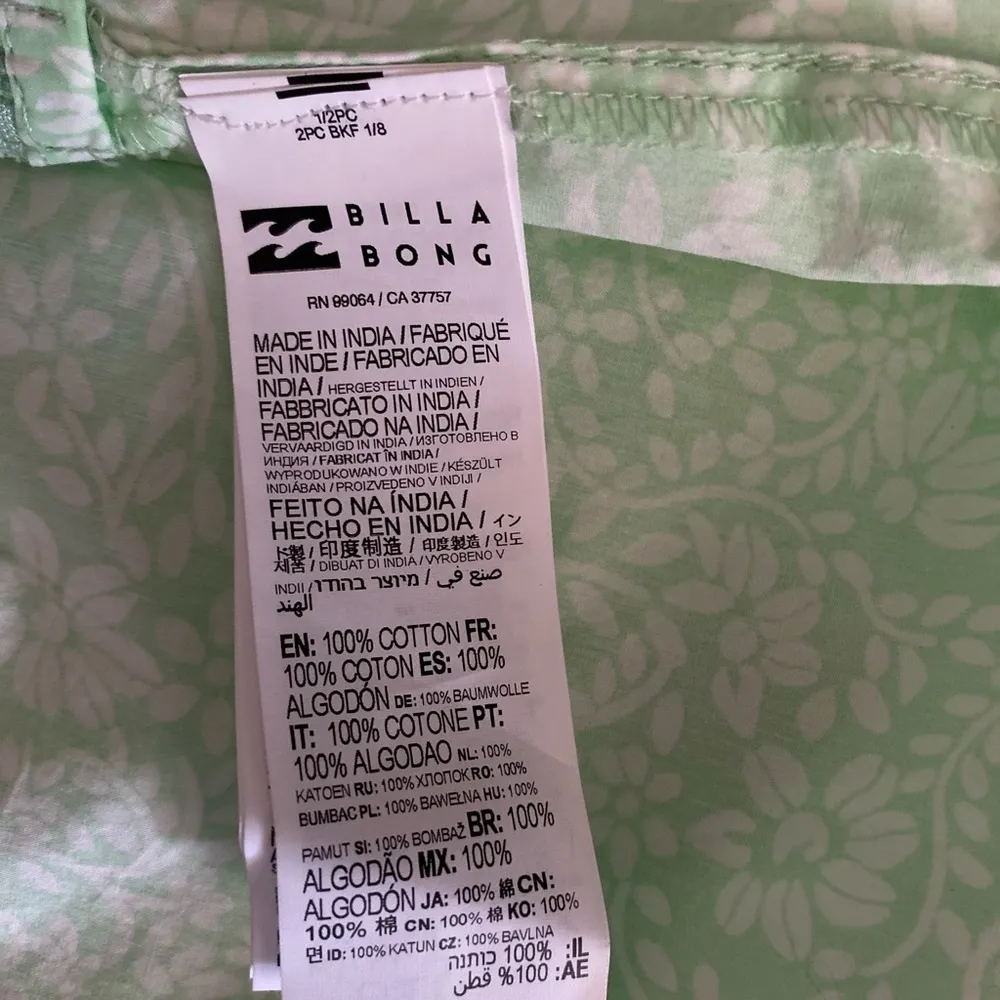 1/2PC
2PC BKF 1/8
BILLA
BONG
RN 99064 / CA 37757
MADE IN INDIA / FABRIQUÉ
EN INDE / FABRICADO EN
INDIA / HERGESTELLT IN INDIEN /
FABBRICATO IN INDIA /
FABRICADO NA INDIA /
VERVAARDIGD IN INDIA / ИЗГОТОВЛЕНО В
ИНДИЯ / FABRICAT ÎN INDIA /
WYPRODUKOWANO W INDIE / KÉSZÜLT
INDIÁBAN / PROIZVEDENO V INDIJI /
FEITO NA ÍNDIA /
HECHO EN INDIA / イン
ド製 / 印度制造 / 印度製造 / 인도
제품 / DIBUAT DI INDIA / VYROBENO V
INDII / מיוצר בהודו / صنع في
الهند
EN: 100% COTTON FR:
100% COTON ES: 100%
ALGODÓN DE: 100% BAUMWOLLE
IT: 100% COTONE PT:
100% ALGODAO NL: 100%
KATOEN RU: 100% ХЛОПОК RO: 100%
BUMBAC PL: 100% BAWEŁNA HU: 100%
PAMUT SI: 100% BOMBAŽ BR: 100%
ALGODÃO MX: 100%
ALGODÓN JA: 100% 綿 CN:
100% 棉 CN: 100% 棉 KO: 100%
면 ID: 100% KATUN CZ: 100% BAVLNA
IL: 100% כותנה
AE: 100% قطن